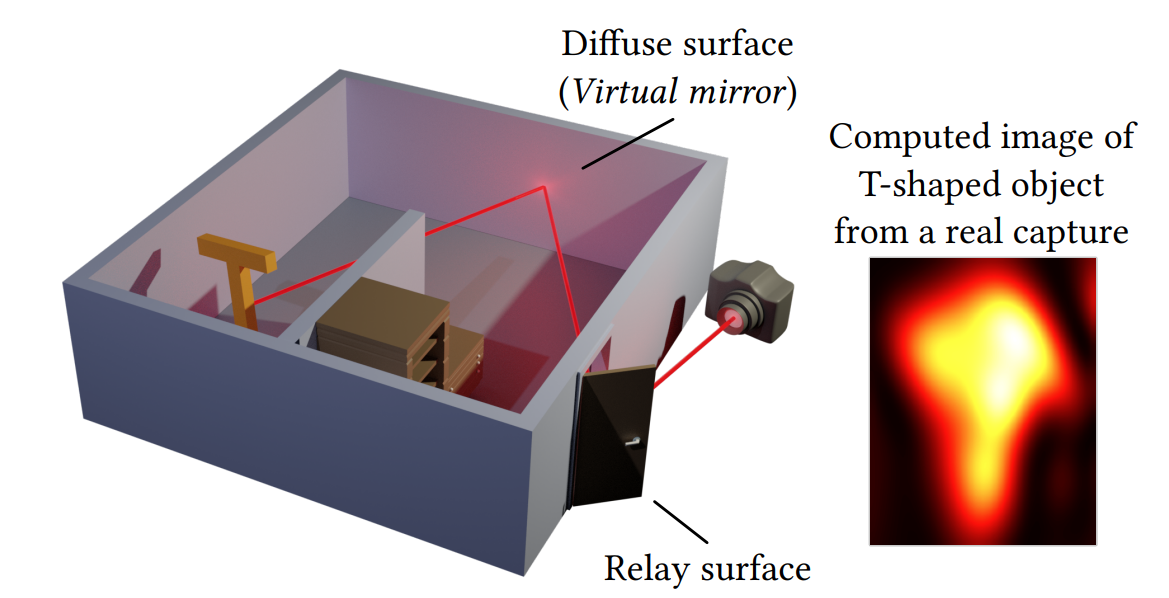 Diffuse surface
(Virtual mirror)
Computed image of
T-shaped object
from a real capture
Relay surface